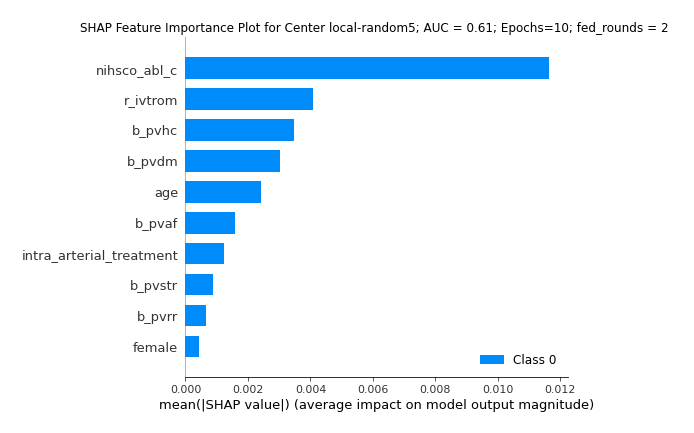 SHAP Feature Importance Plot for Center local-random5; AUC = 0.61; Epochs=10; fed_rounds = 2
nihsco_abl_c
r_ivtrom
b_pvhc
b_pvdm
age
b_pvaf
intra_arterial_treatment
b_pvstr
b_pvrr
female
Class 0
0.000 0.002 0.004 0.006 0.008 0.010 0.012
mean(|SHAP value|) (average impact on model output magnitude)